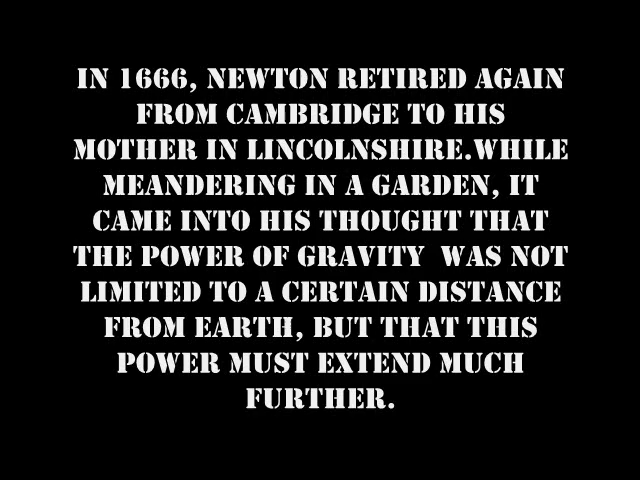 IN 1666, NEWTON RETIRED AGAIN
FROM CAMBRIDGE TO HIS
MOTHER IN LINCOLNSHIRE.WHILE
MEANDERING IN A GARDEN, IT
CAME INTO HIS THOUGHT THAT
THE POWER OF GRAVITY  WAS NOT
LIMITED TO A CERTAIN DISTANCE
FROM EARTH, BUT THAT THIS
POWER MUST EXTEND MUCH
FURTHER.